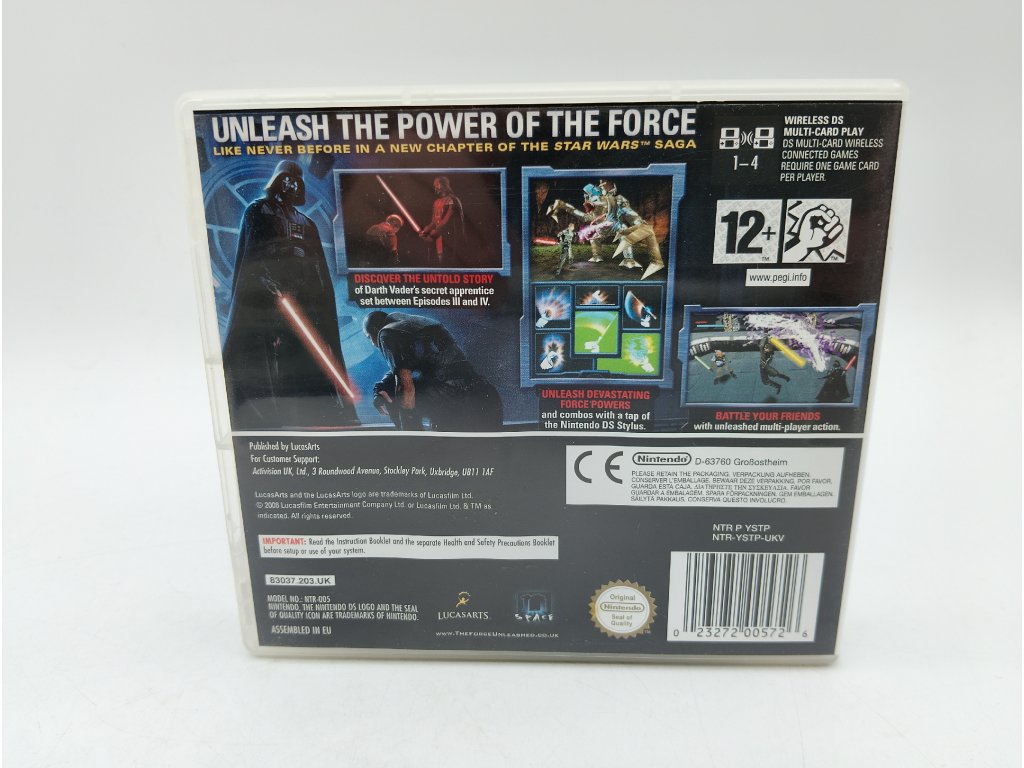 UNLEASH THE POWER OF THE FORCE
LIKE NEVER BEFORE IN A NEW CHAPTER OF THE STAR WARS™ SAGA
DISCOVER THE UNTOLD STORY
of Darth Vader's secret apprentice
set between Episodes III and IV.
UNLEASH DEVASTATING
FORCE POWERS
and combos with a tap of
the Nintendo DS Stylus.
WIRELESS DS
MULTI-CARD PLAY
DS MULTI-CARD WIRELESS
CONNECTED GAMES
REQUIRE ONE GAME CARD
PER PLAYER.
1–4
12+
www.pegi.info
BATTLE YOUR FRIENDS
with unleashed multi-player action.
Published by LucasArts
For Customer Support:
Activision UK, Ltd., 3 Roundwood Avenue, Stockley Park, Uxbridge, UB11 1AF
LucasArts and the LucasArts logo are trademarks of Lucasfilm Ltd.
© 2008 Lucasfilm Entertainment Company Ltd. or Lucasfilm Ltd. & TM as
indicated. All rights reserved.
IMPORTANT: Read the Instruction Booklet and the separate Health and Safety Precautions Booklet
before setup or use of your system.
83037.203.UK
MODEL NO.: NTR-005
NINTENDO, THE NINTENDO DS LOGO AND THE SEAL
OF QUALITY ICON ARE TRADEMARKS OF NINTENDO.
ASSEMBLED IN EU
LUCASARTS
n SPACE
www.TheForceUnleashed.co.uk
CE
Nintendo D-63760 Großostheim
PLEASE RETAIN THE PACKAGING. VERPACKUNG AUFHEBEN.
CONSERVER L'EMBALLAGE. BEWAAR DEZE VERPAKKING. POR FAVOR,
GUARDA ESTA CAJA. ΔΙΑΤΗΡΗΣΤΕ ΤΗΝ ΣΥΣΚΕΥΑΣΙΑ. FAVOR
GUARDAR A EMBALAGEM. SPARA FÖRPACKNINGEN. GEM EMBALLAGEN.
SÄILYTÄ PAKKAUS. CONSERVA QUESTO INVOLUCRO.
NTR P YSTP
NTR-YSTP-UKV
Original
Nintendo
Seal of
Quality
0 23272 00572 6